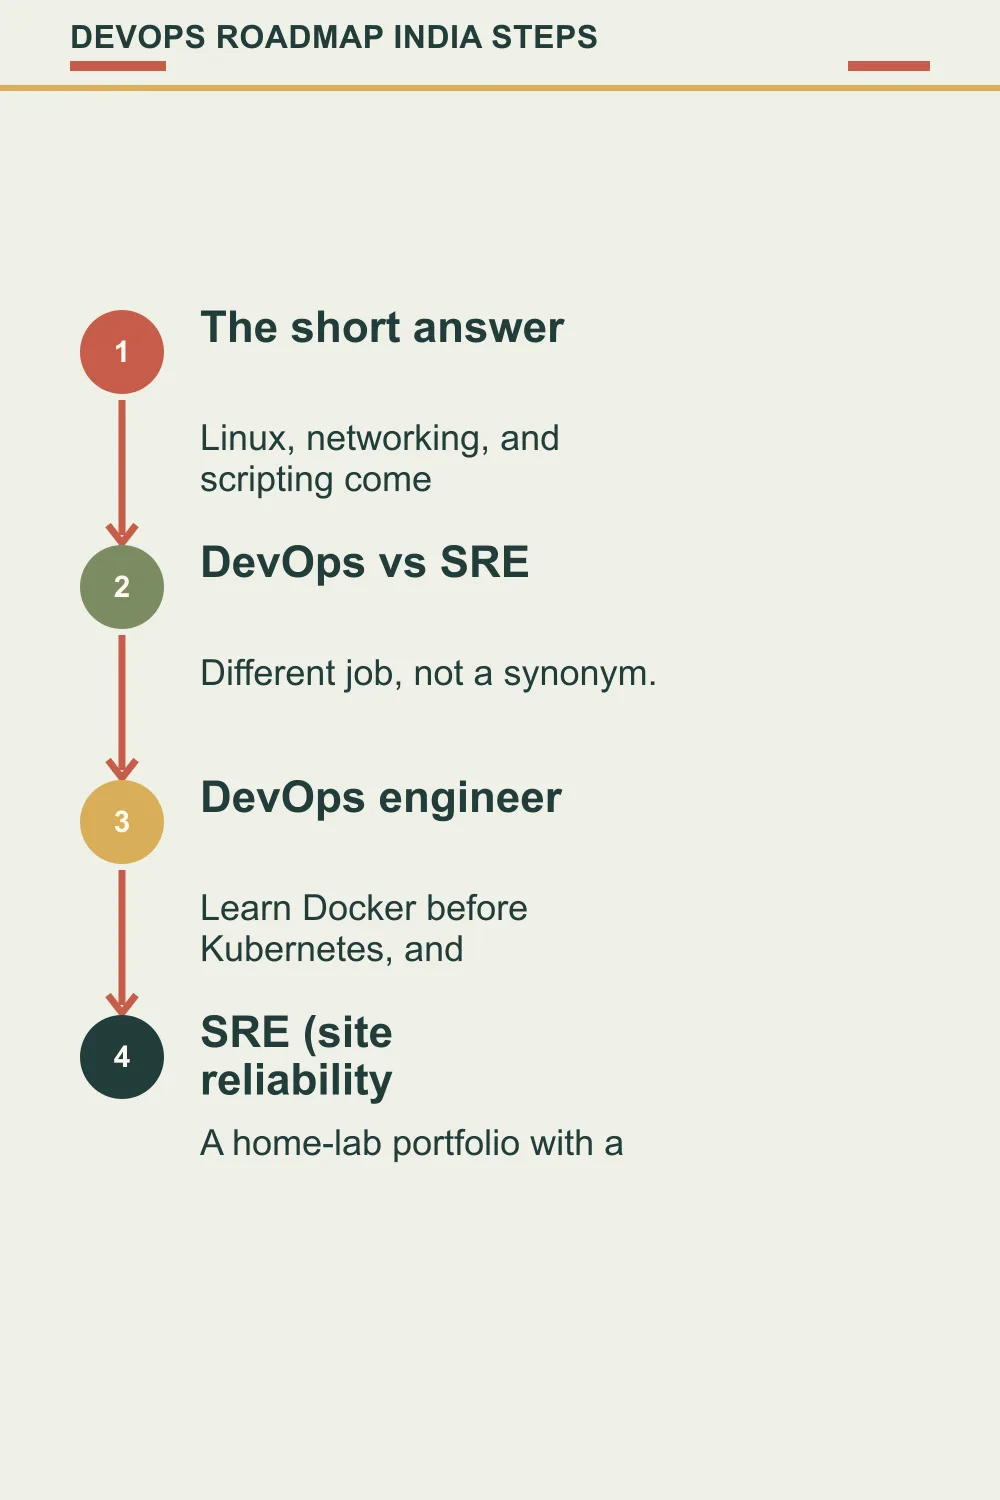 DEVOPS ROADMAP INDIA STEPS
1
The short answer
Linux, networking, and
scripting come
2
DevOps vs SRE
Different job, not a synonym.
3
DevOps engineer
Learn Docker before
Kubernetes, and
4
SRE (site
reliability
A home-lab portfolio with a